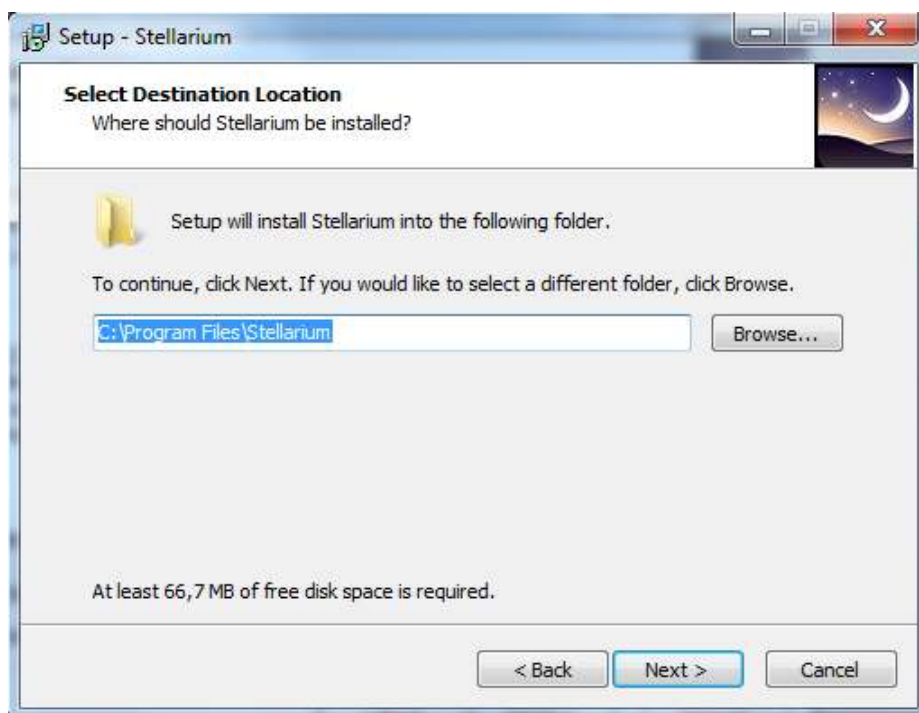 Setup - Stellarium
Select Destination Location
Where should Stellarium be installed?
Setup will install Stellarium into the following folder.
To continue, click Next. If you would like to select a different folder, click Browse.
C:\Program Files\Stellarium
Browse...
At least 66,7 MB of free disk space is required.
< Back
Next >
Cancel